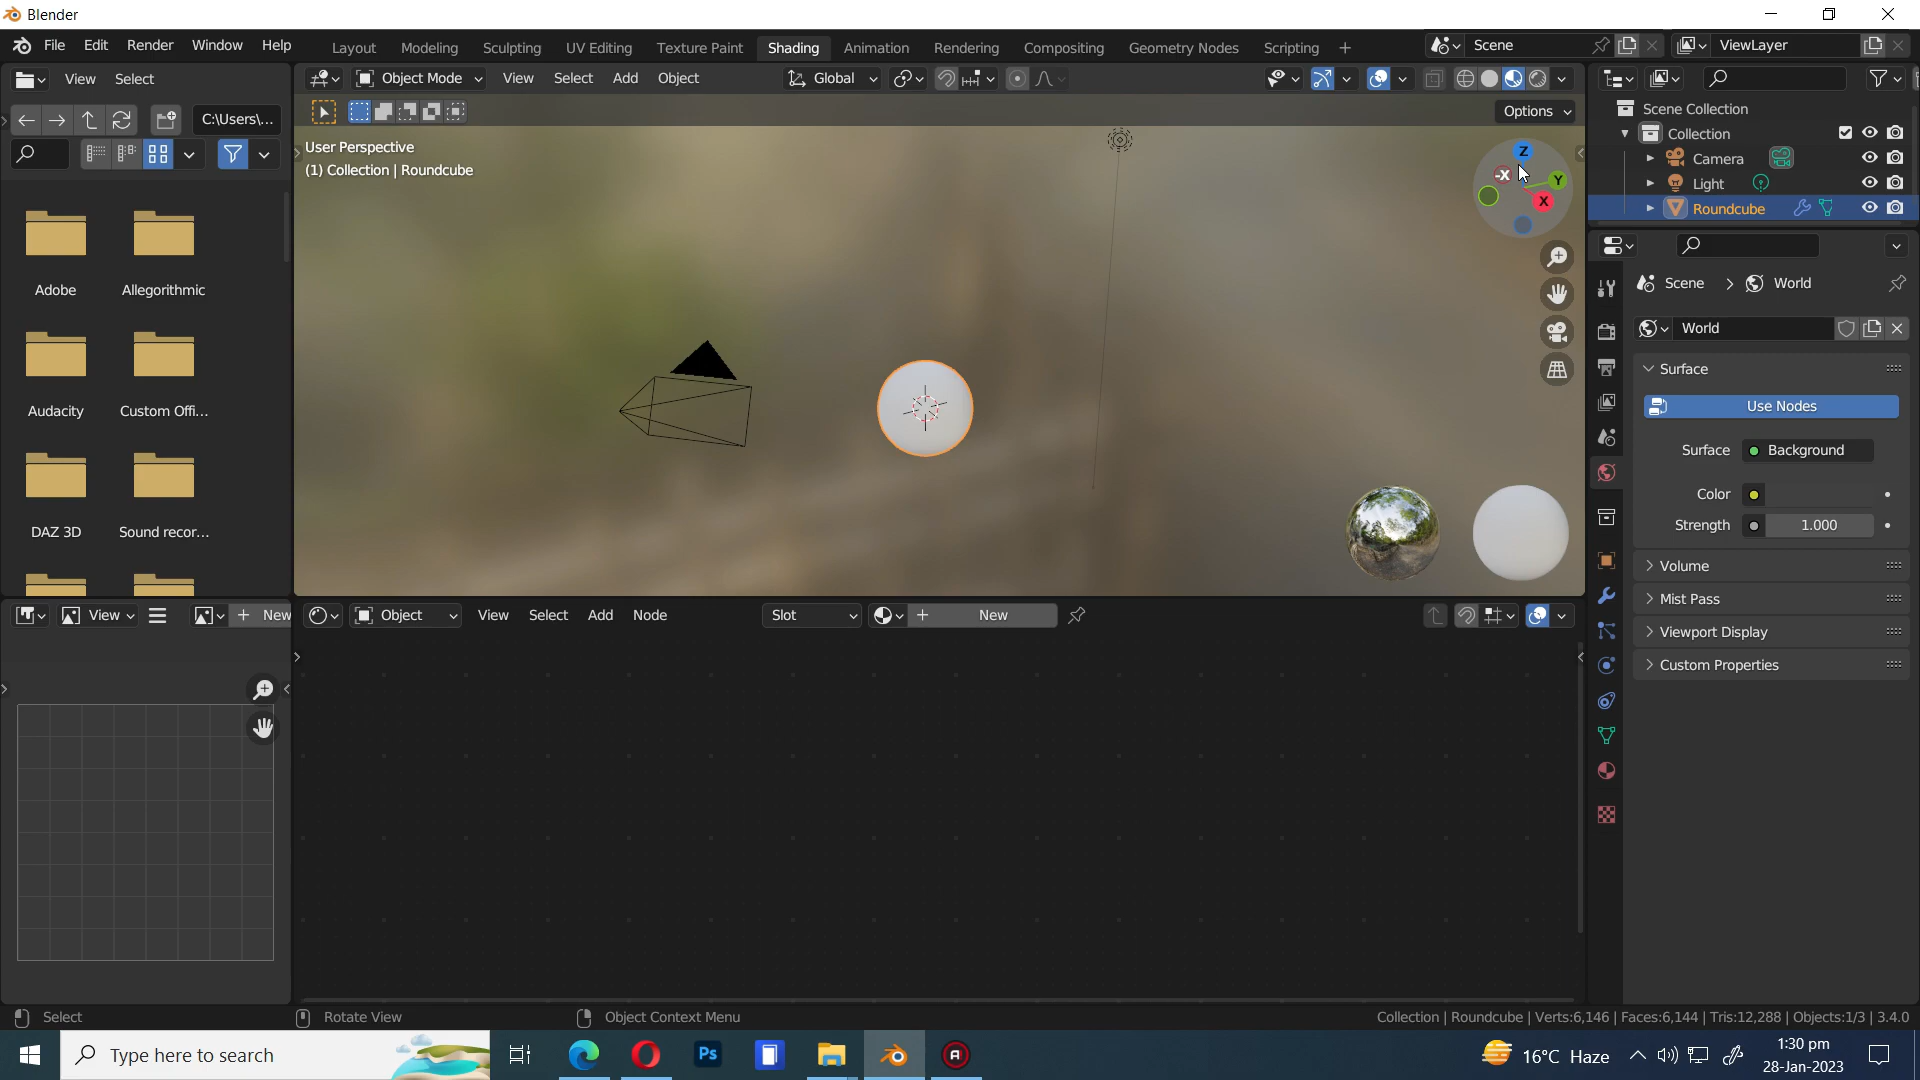 Blender
File Edit Render Window Help
Layout Modeling Sculpting UV Editing Texture Paint Shading Animation Rendering Compositing Geometry Nodes Scripting +
Scene
ViewLayer
View Select
Object Mode View Select Add Object
Global
C:\Users\...
Options
User Perspective
(1) Collection | Roundcube
Z
-X
Y
X
Scene Collection
Collection
Camera
Light
Roundcube
Scene > World
World
Surface
Use Nodes
Surface Background
Color
Strength 1.000
Volume
Mist Pass
Viewport Display
Custom Properties
Adobe
Allegorithmic
Audacity
Custom Offi...
DAZ 3D
Sound recor...
View
+ New
Object View Select Add Node
Slot
+ New
Select
Rotate View
Object Context Menu
Collection | Roundcube | Verts:6,146 | Faces:6,144 | Tris:12,288 | Objects:1/3 | 3.4.0
Type here to search
Ps
16°C Haze
1:30 pm
28-Jan-2023